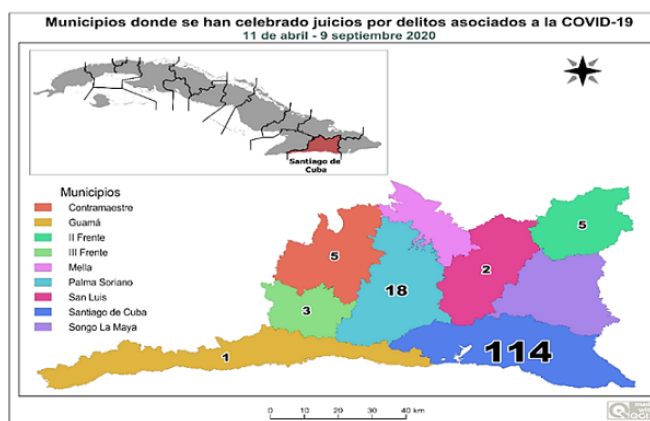 Municipios donde se han celebrado juicios por delitos asociados a la COVID-19
11 de abril - 9 septiembre 2020
Santiago de
Cuba
Municipios
Contramaestre
Guamá
II Frente
III Frente
Mella
Palma Soriano
San Luis
Santiago de Cuba
Songo La Maya
5
5
2
18
3
114
1
0 10 20 30 40 km